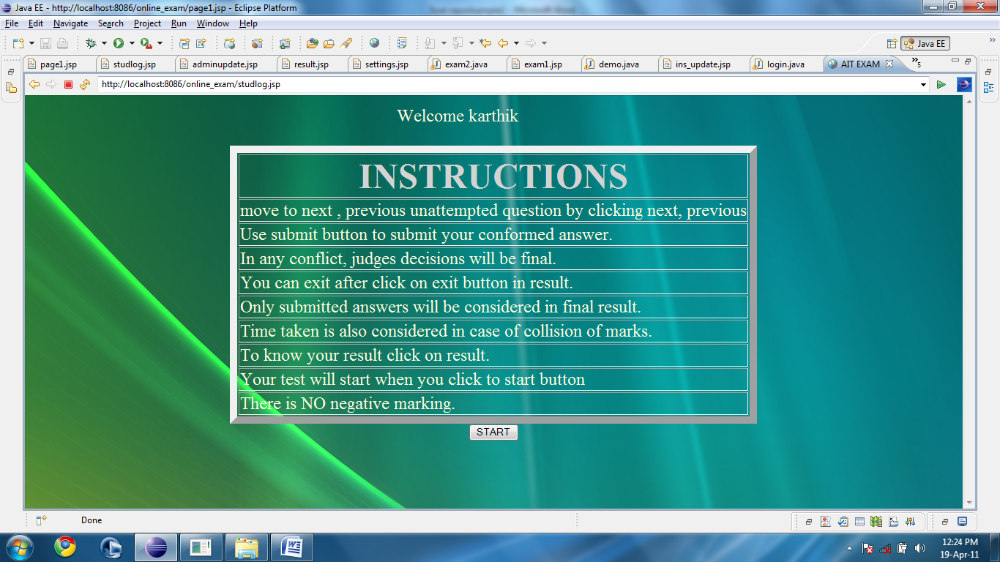 Java EE - http://localhost:8086/online_exam/page1.jsp - Eclipse Platform
File Edit Navigate Search Project Run Window Help
Java EE
page1.jsp studlog.jsp adminupdate.jsp result.jsp settings.jsp exam2.java exam1.jsp demo.java ins_update.jsp login.java AIT EXAM »5
http://localhost:8086/online_exam/studlog.jsp
Welcome karthik
INSTRUCTIONS
move to next , previous unattempted question by clicking next, previous
Use submit button to submit your conformed answer.
In any conflict, judges decisions will be final.
You can exit after click on exit button in result.
Only submitted answers will be considered in final result.
Time taken is also considered in case of collision of marks.
To know your result click on result.
Your test will start when you click to start button
There is NO negative marking.
START
Done
12:24 PM
19-Apr-11